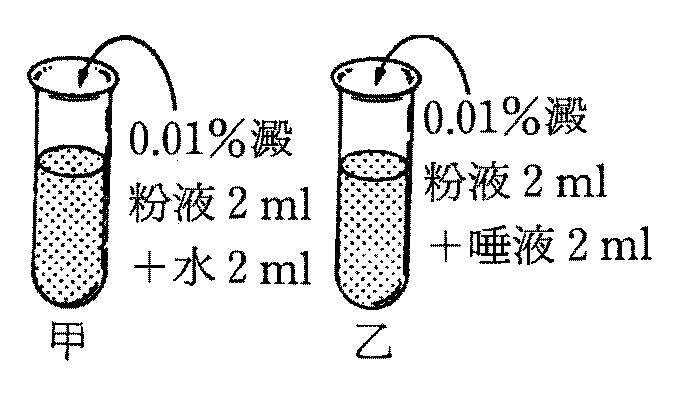 0.01%澱
粉液 2 ml
+水 2 ml
甲
0.01%澱
粉液 2 ml
+唾液 2 ml
乙